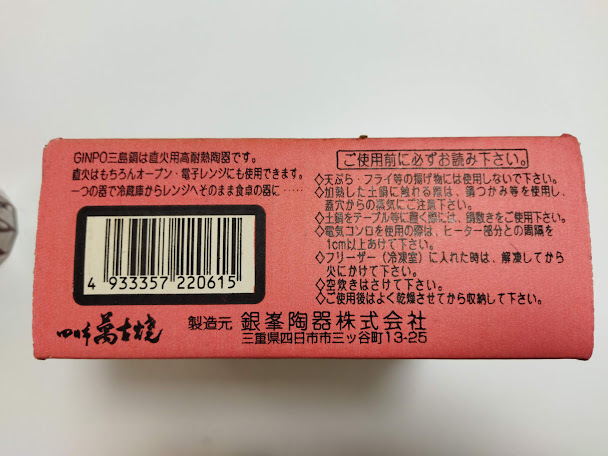 GINPO三島鍋は直火用高耐熱陶器です。
直火はもちろんオーブン・電子レンジにも使用できます。
一つの器で冷蔵庫からレンジへそのまま食卓の器に……
4 933357 220615
四日市 萬古焼
ご使用前に必ずお読み下さい。
◇天ぷら・フライ等の揚げ物には使用しないで下さい。
◇加熱した土鍋に触れる際は、鍋つかみ等を使用し、
蓋穴からの蒸気にご注意下さい。
◇土鍋をテーブル等に置く際には、鍋敷きをご使用下さい。
◇電気コンロを使用の際は、ヒーター部分との間隔を
1cm以上あけて下さい。
◇フリーザー（冷凍室）に入れた時は、解凍してから
火にかけて下さい。
◇空炊きはさけて下さい。
◇ご使用後はよく乾燥させてから収納して下さい。
製造元 銀峯陶器株式会社
三重県四日市市三ッ谷町13-25